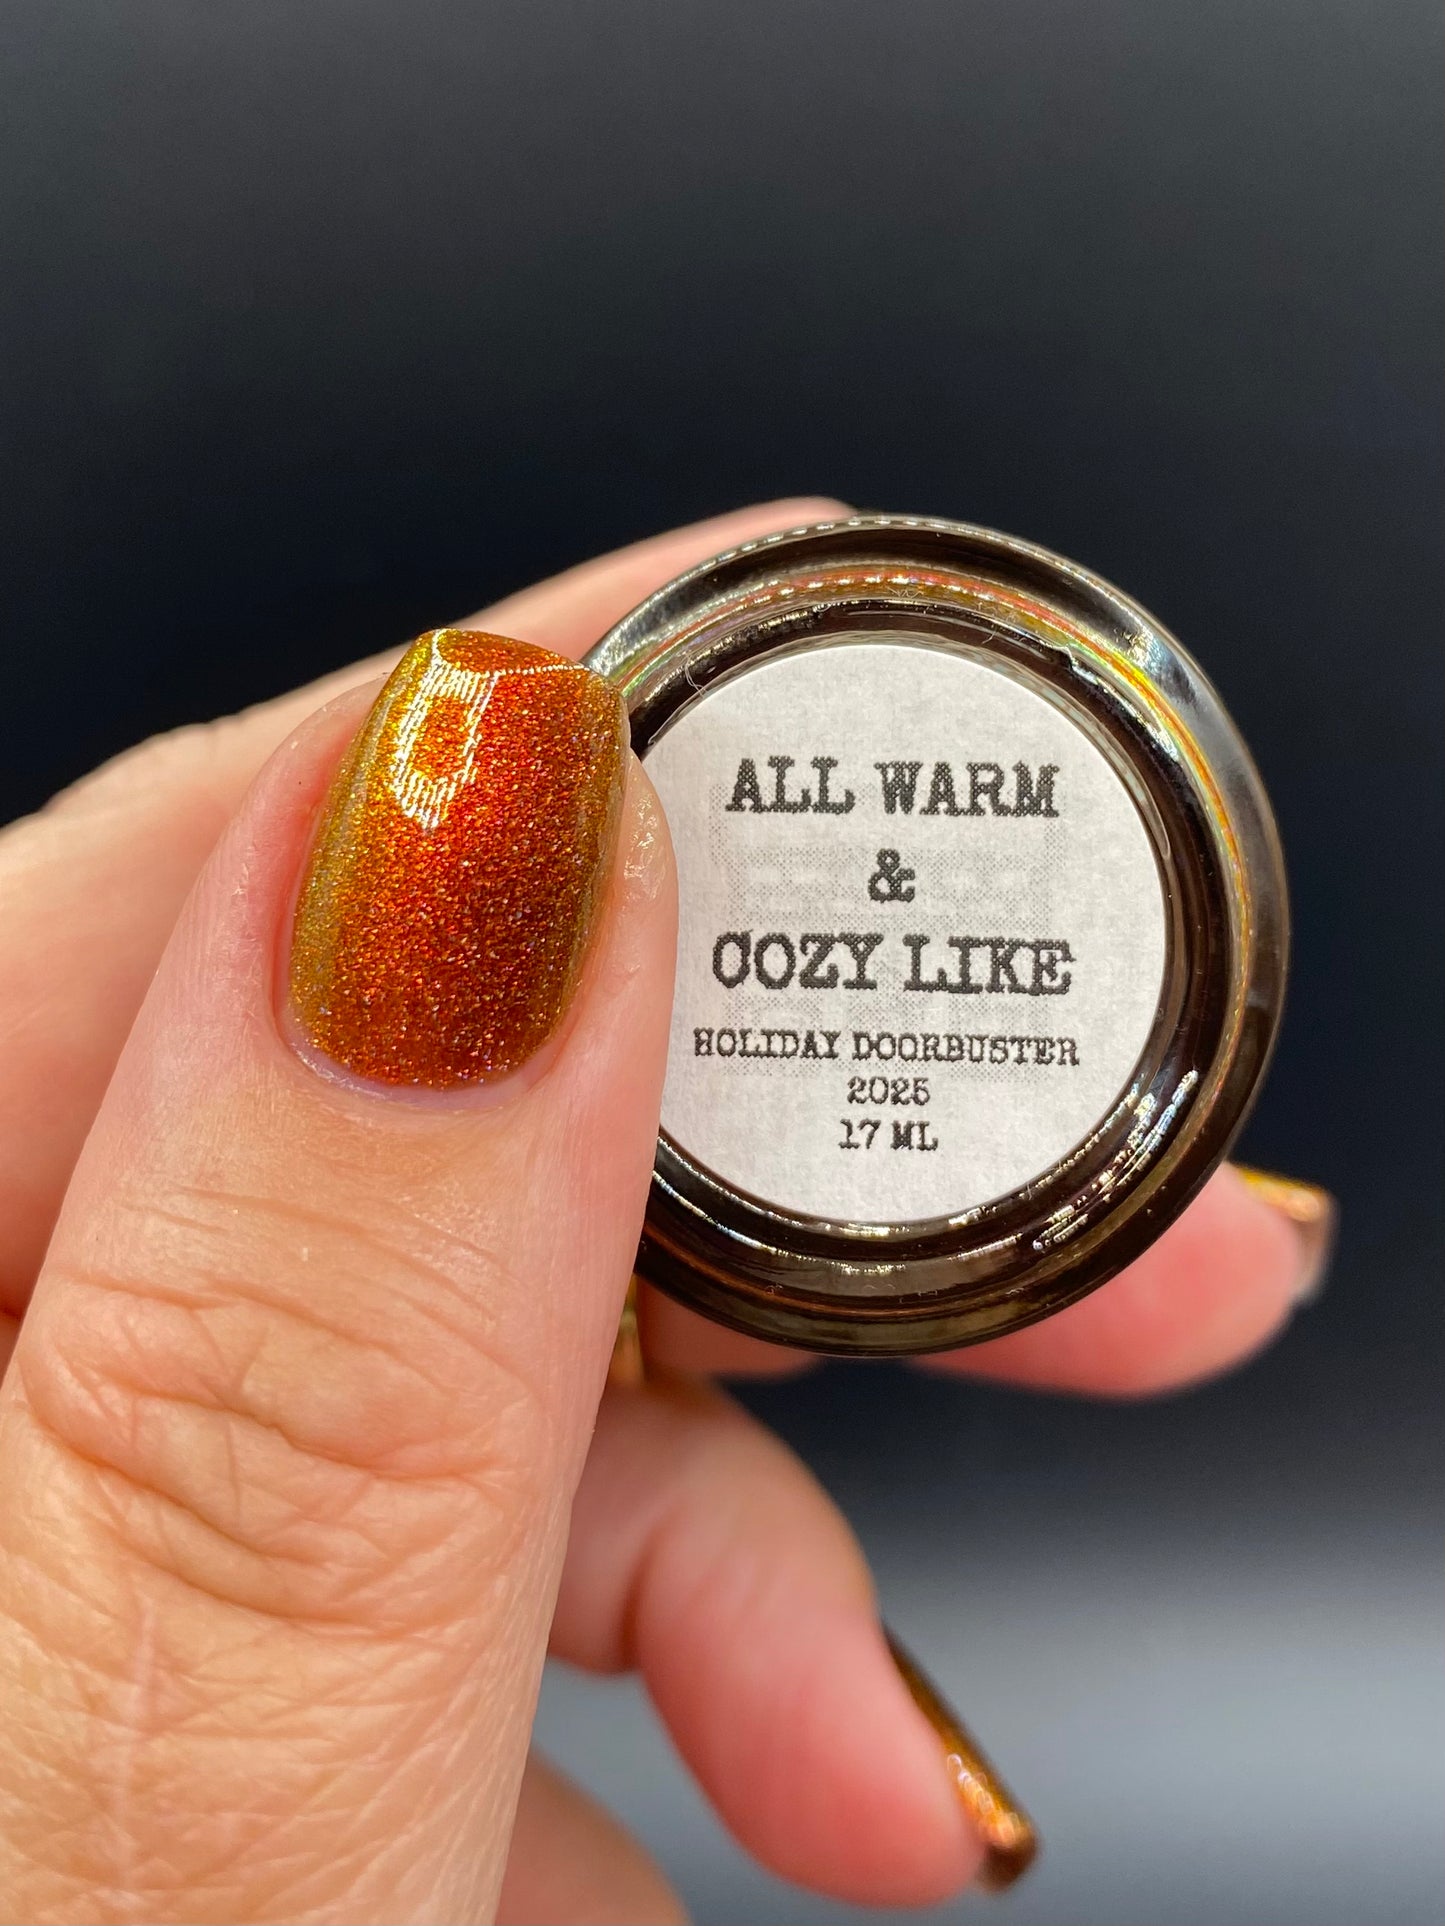 ALL WARM
&
COZY LIKE
HOLIDAY DOORBUSTER
2025
17 ML